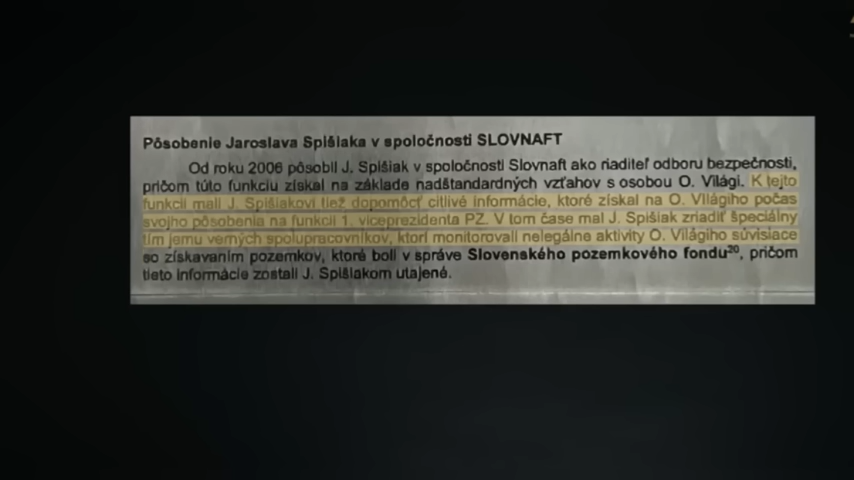 Pôsobenie Jaroslava Spišiaka v spoločnosti SLOVNAFT
Od roku 2006 pôsobil J. Spišiak v spoločnosti Slovnaft ako riaditeľ odboru bezpečnosti,
pričom túto funkciu získal na základe nadštandardných vzťahov s osobou O. Világi. K tejto
funkcii mali J. Spišiakovi tiež dopomôcť citlivé informácie, ktoré získal na O. Világiho počas
svojho pôsobenia na funkcii 1. viceprezidenta PZ. V tom čase mal J. Spišiak zriadiť špeciálny
tím jemu verných spolupracovníkov, ktorí monitorovali nelegálne aktivity O. Világiho súvisiace
so získavaním pozemkov, ktoré boli v správe Slovenského pozemkového fondu²⁰, pričom
tieto informácie zostali J. Spišiakom utajené.